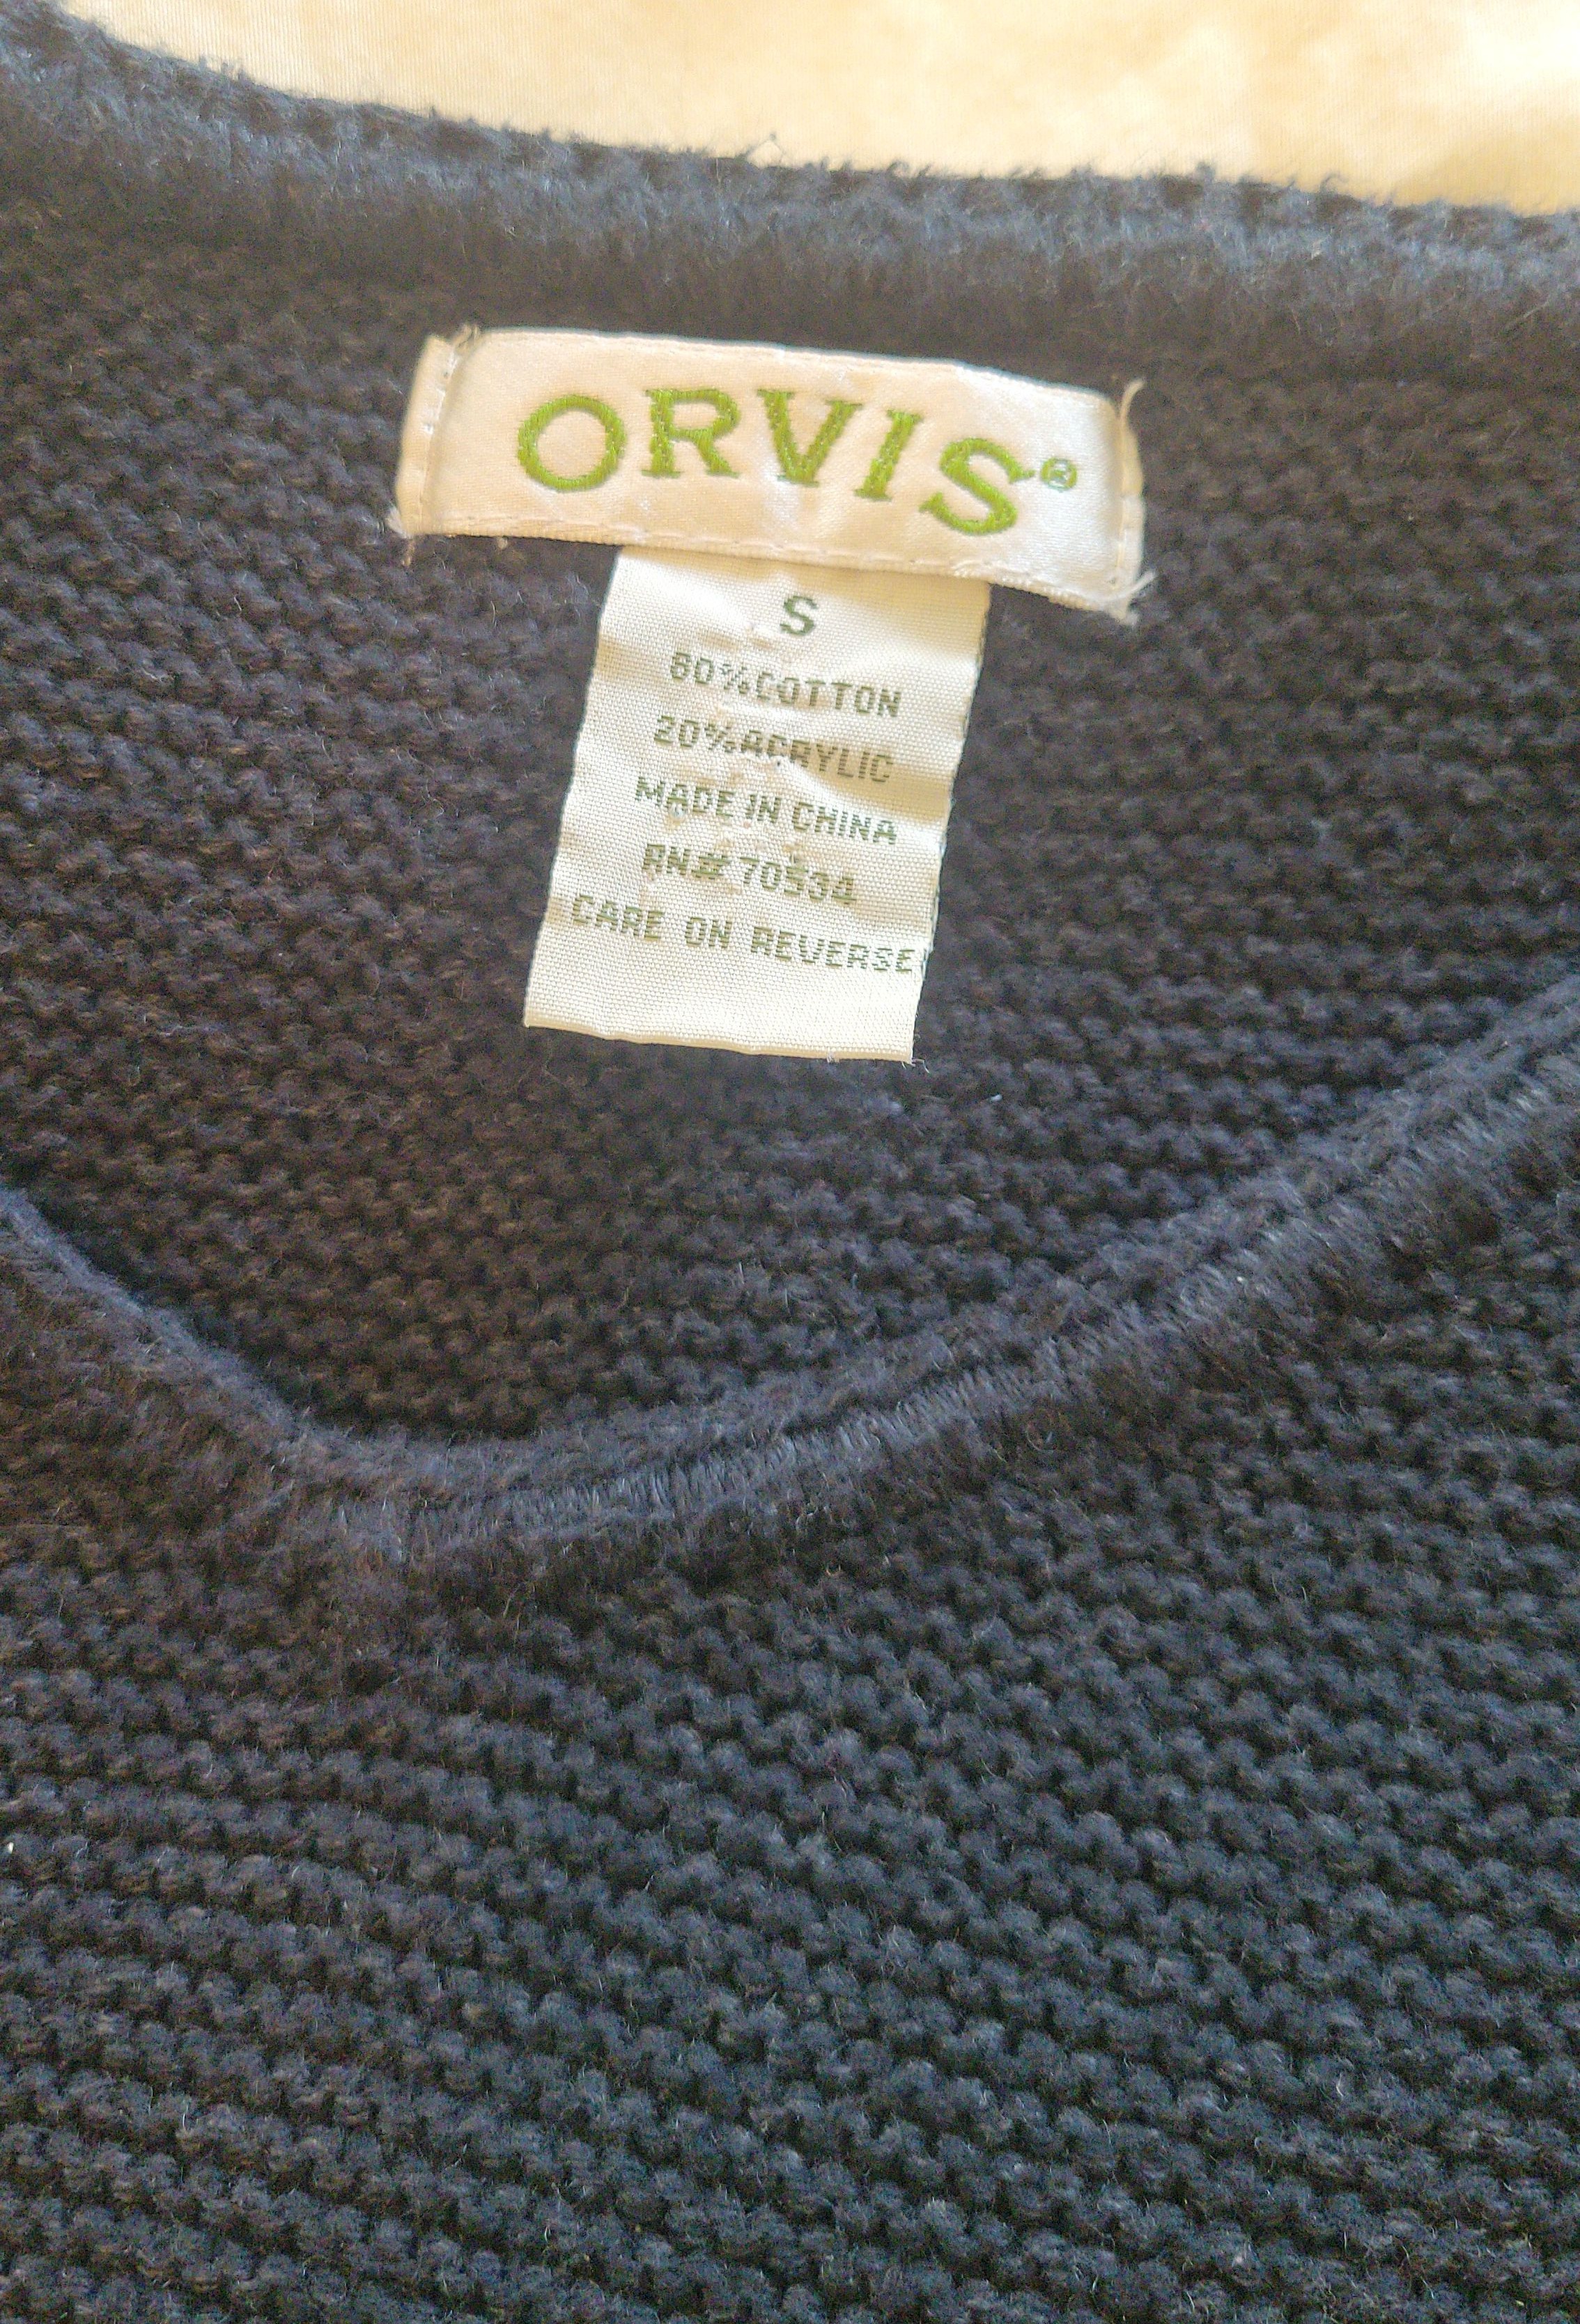 ORVIS®
S
80%COTTON
20%ACRYLIC
MADE IN CHINA
RN# 70534
CARE ON REVERSE